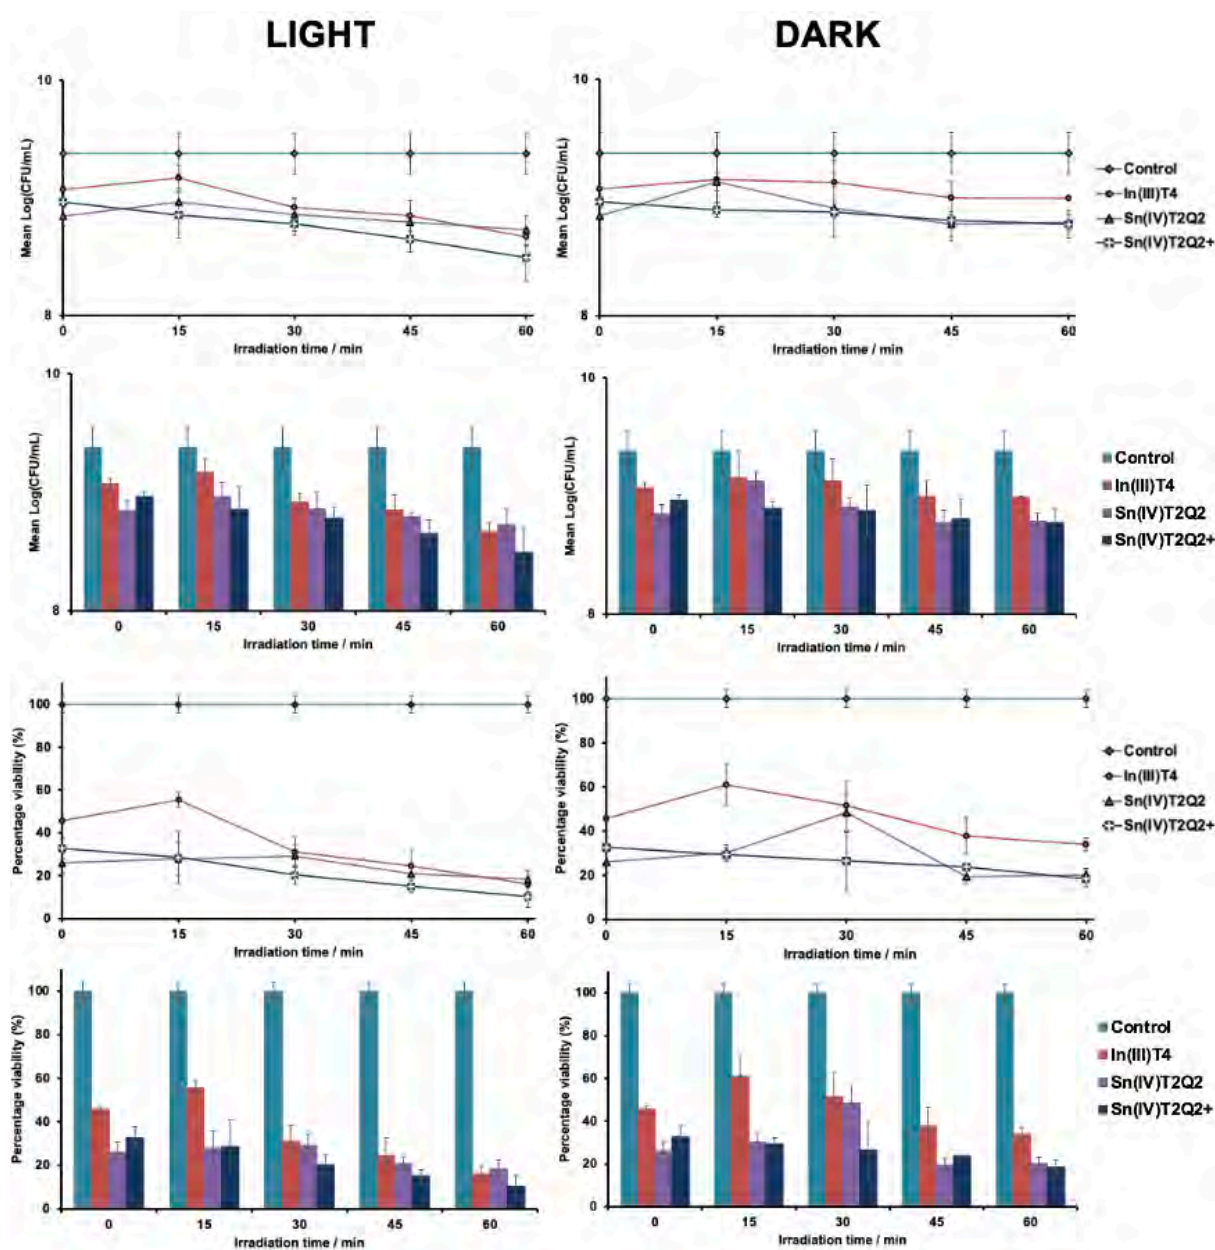 LIGHT
DARK
10
Mean Log(CFU/mL)
8
0 15 30 45 60
Irradiation time / min
10
Mean Log(CFU/mL)
8
0 15 30 45 60
Irradiation time / min
Control
In(III)T4
Sn(IV)T2Q2
Sn(IV)T2Q2+
10
Mean Log(CFU/mL)
8
0 15 30 45 60
Irradiation time / min
10
Mean Log(CFU/mL)
8
0 15 30 45 60
Irradiation time / min
Control
In(III)T4
Sn(IV)T2Q2
Sn(IV)T2Q2+
Percentage viability (%)
100
80
60
40
20
0
0 15 30 45 60
Irradiation time / min
Percentage viability (%)
100
80
60
40
20
0
0 15 30 45 60
Irradiation time / min
Control
In(III)T4
Sn(IV)T2Q2
Sn(IV)T2Q2+
Percentage viability (%)
100
80
60
40
20
0
0 15 30 45 60
Irradiation time / min
Percentage viability (%)
100
80
60
40
20
0
0 15 30 45 60
Irradiation time / min
Control
In(III)T4
Sn(IV)T2Q2
Sn(IV)T2Q2+